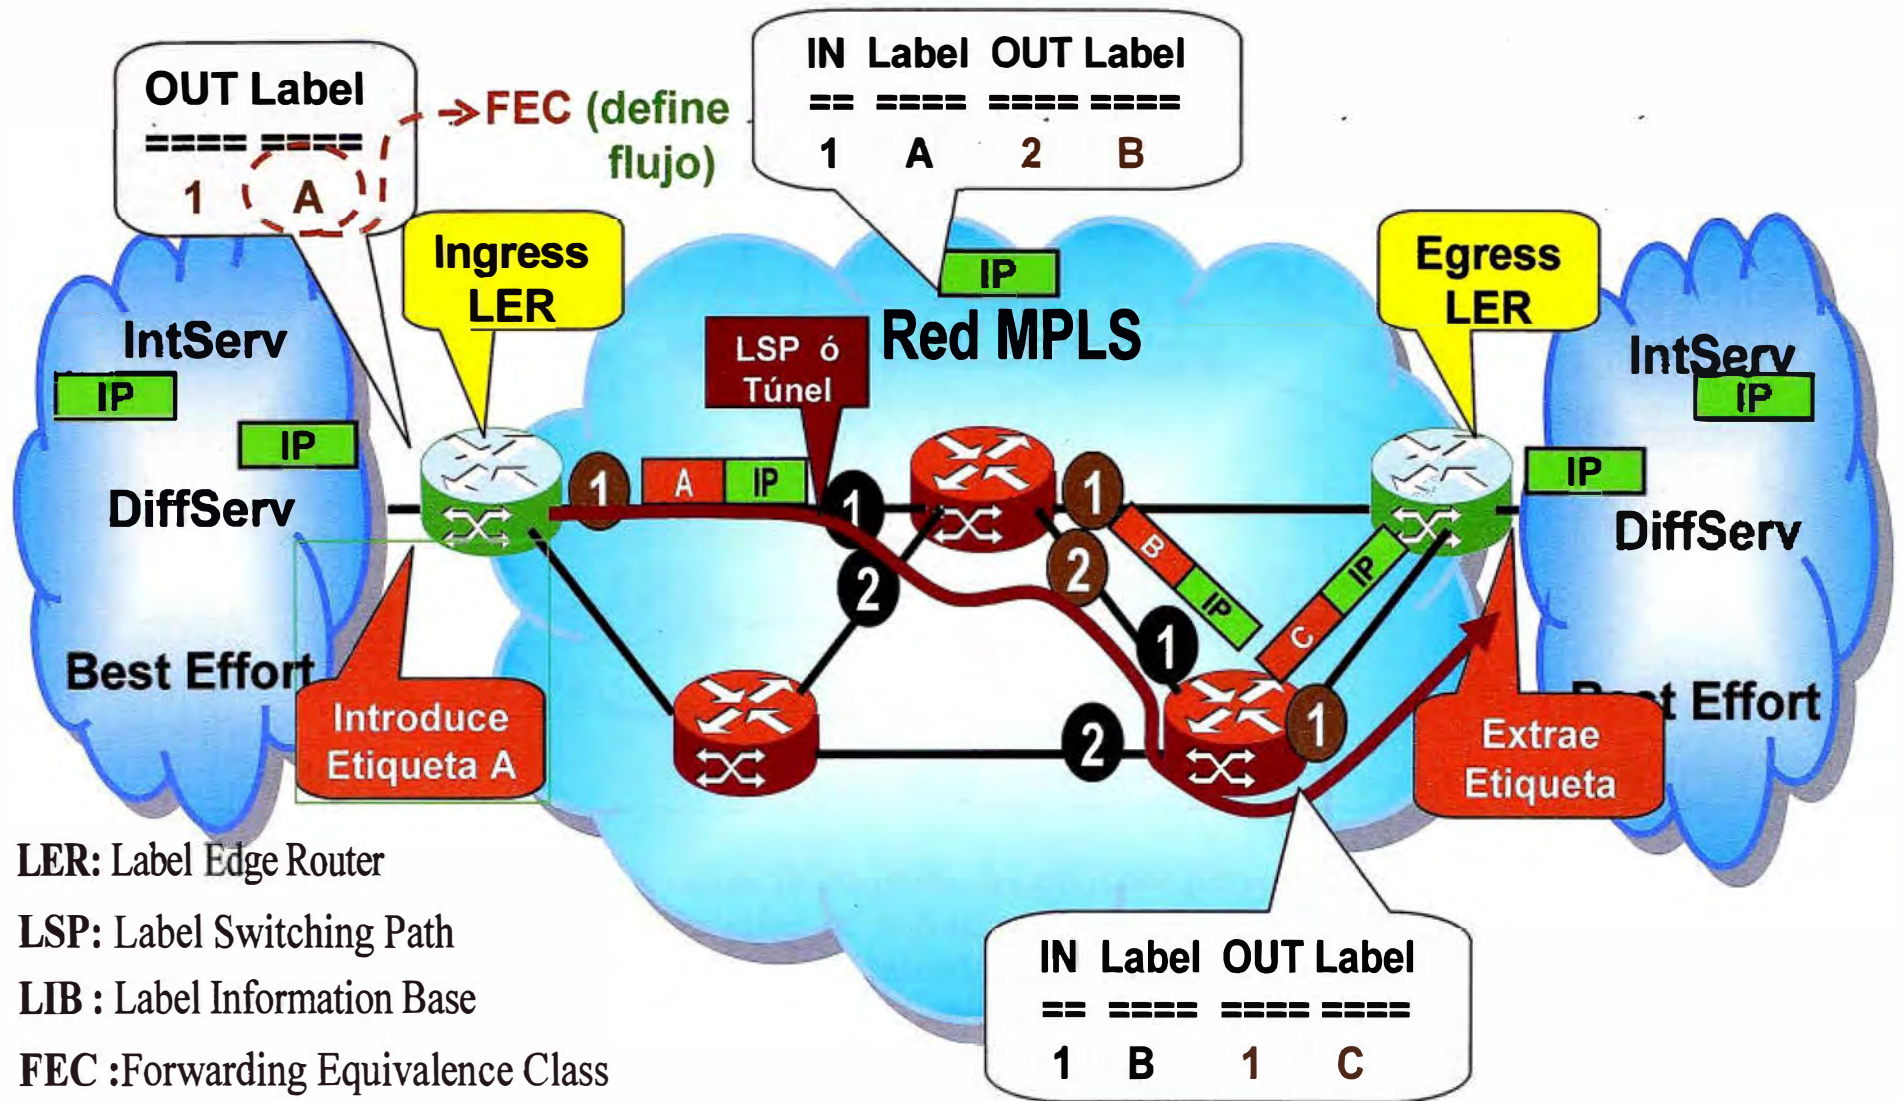 OUT Label
==== ====
1 A
FEC (define
flujo)
IN Label OUT Label
== ==== ==== ====
1 A 2 B
Ingress
LER
IP
Red MPLS
Egress
LER
IntServ
IP
IP
DiffServ
Best Effort
LSP ó
Túnel
1
A IP
1
2
1
2
B IP
C IP
1
2
1
IntServ
IP
IP
DiffServ
t Effort
Introduce
Etiqueta A
Extrae
Etiqueta
LER: Label Edge Router
LSP: Label Switching Path
LIB : Label Information Base
FEC :Forwarding Equivalence Class
IN Label OUT Label
== ==== ==== ====
1 B 1 C